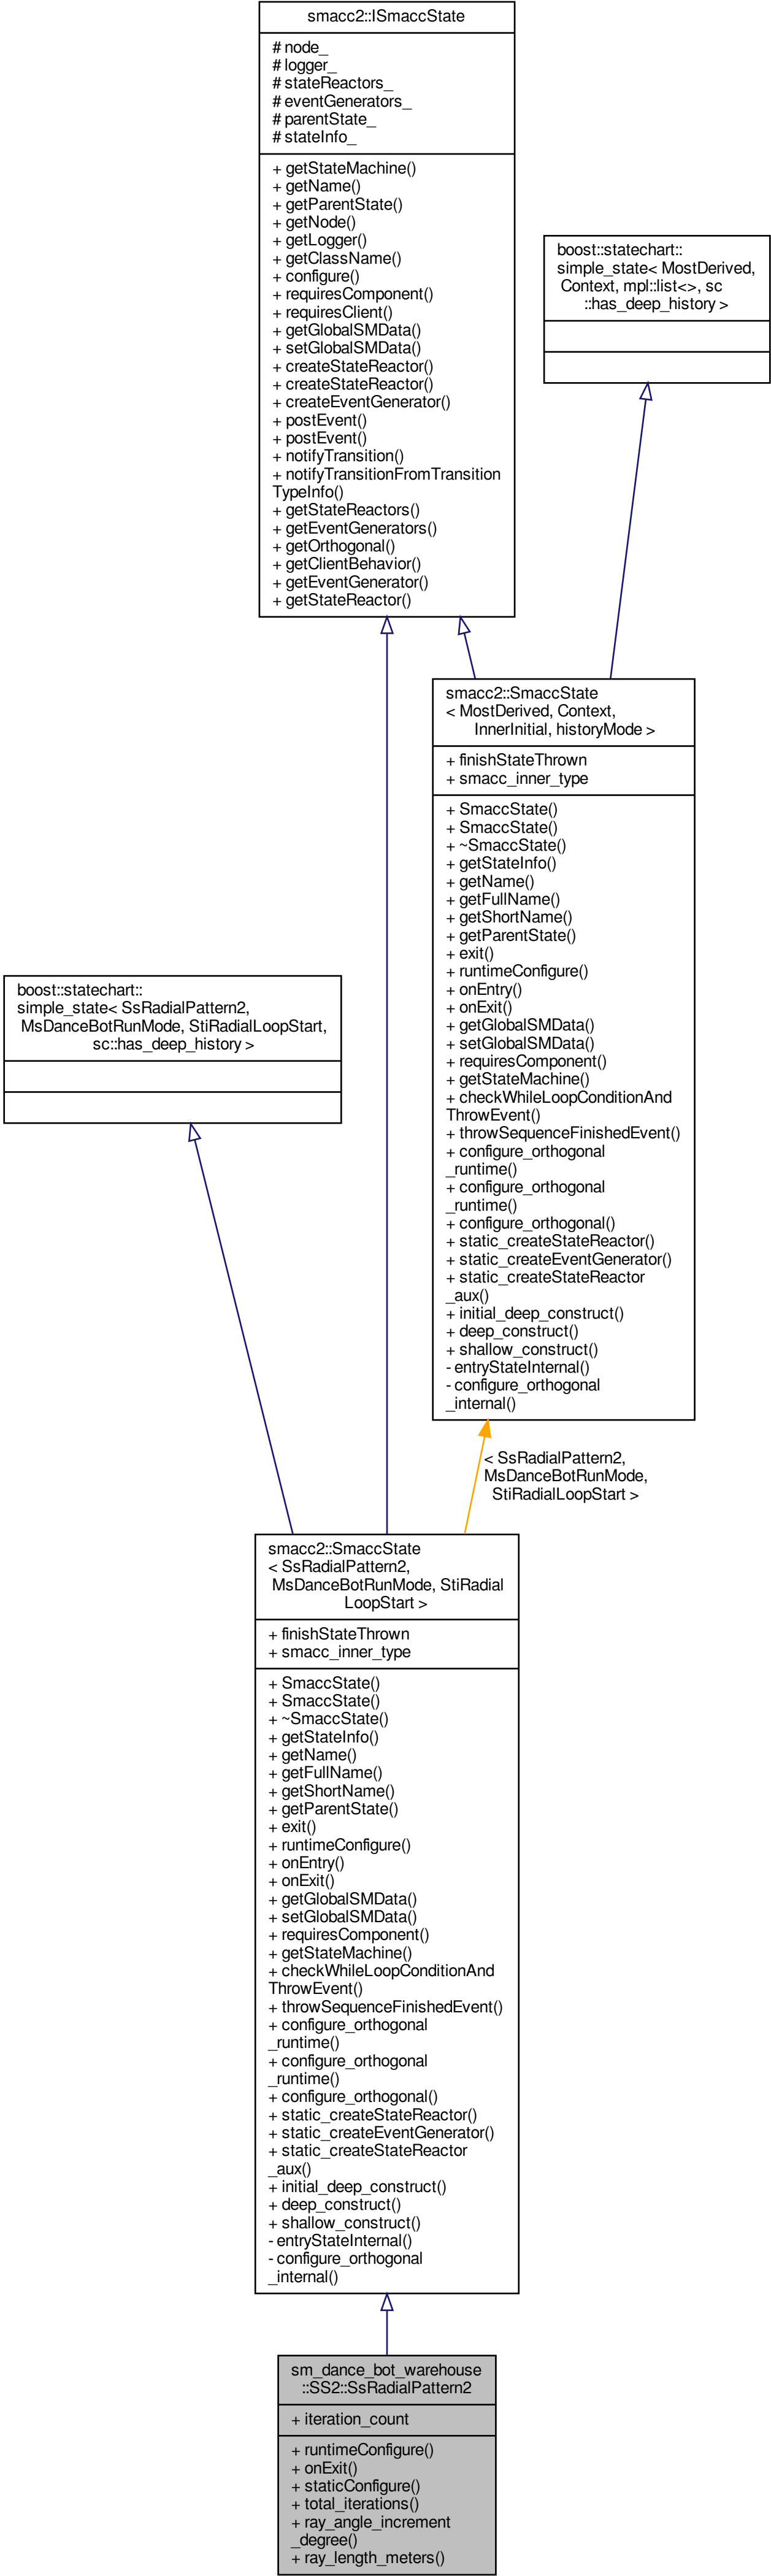 smacc2::ISmaccState
# node_
# logger_
# stateReactors_
# eventGenerators_
# parentState_
# stateInfo_
+ getStateMachine()
+ getName()
+ getParentState()
+ getNode()
+ getLogger()
+ getClassName()
+ configure()
+ requiresComponent()
+ requiresClient()
+ getGlobalSMData()
+ setGlobalSMData()
+ createStateReactor()
+ createStateReactor()
+ createEventGenerator()
+ postEvent()
+ postEvent()
+ notifyTransition()
+ notifyTransitionFromTransition
TypeInfo()
+ getStateReactors()
+ getEventGenerators()
+ getOrthogonal()
+ getClientBehavior()
+ getEventGenerator()
+ getStateReactor()
boost::statechart::
simple_state< MostDerived,
Context, mpl::list<>, sc
::has_deep_history >
smacc2::SmaccState
< MostDerived, Context,
InnerInitial, historyMode >
+ finishStateThrown
+ smacc_inner_type
+ SmaccState()
+ SmaccState()
+ ~SmaccState()
+ getStateInfo()
+ getName()
+ getFullName()
+ getShortName()
+ getParentState()
+ exit()
+ runtimeConfigure()
+ onEntry()
+ onExit()
+ getGlobalSMData()
+ setGlobalSMData()
+ requiresComponent()
+ getStateMachine()
+ checkWhileLoopConditionAnd
ThrowEvent()
+ throwSequenceFinishedEvent()
+ configure_orthogonal
_runtime()
+ configure_orthogonal
_runtime()
+ configure_orthogonal()
+ static_createStateReactor()
+ static_createEventGenerator()
+ static_createStateReactor
_aux()
+ initial_deep_construct()
+ deep_construct()
+ shallow_construct()
- entryStateInternal()
- configure_orthogonal
_internal()
boost::statechart::
simple_state< SsRadialPattern2,
MsDanceBotRunMode, StiRadialLoopStart,
sc::has_deep_history >
< SsRadialPattern2,
MsDanceBotRunMode,
StiRadialLoopStart >
smacc2::SmaccState
< SsRadialPattern2,
MsDanceBotRunMode, StiRadial
LoopStart >
+ finishStateThrown
+ smacc_inner_type
+ SmaccState()
+ SmaccState()
+ ~SmaccState()
+ getStateInfo()
+ getName()
+ getFullName()
+ getShortName()
+ getParentState()
+ exit()
+ runtimeConfigure()
+ onEntry()
+ onExit()
+ getGlobalSMData()
+ setGlobalSMData()
+ requiresComponent()
+ getStateMachine()
+ checkWhileLoopConditionAnd
ThrowEvent()
+ throwSequenceFinishedEvent()
+ configure_orthogonal
_runtime()
+ configure_orthogonal
_runtime()
+ configure_orthogonal()
+ static_createStateReactor()
+ static_createEventGenerator()
+ static_createStateReactor
_aux()
+ initial_deep_construct()
+ deep_construct()
+ shallow_construct()
- entryStateInternal()
- configure_orthogonal
_internal()
sm_dance_bot_warehouse
::SS2::SsRadialPattern2
+ iteration_count
+ runtimeConfigure()
+ onExit()
+ staticConfigure()
+ total_iterations()
+ ray_angle_increment
_degree()
+ ray_length_meters()